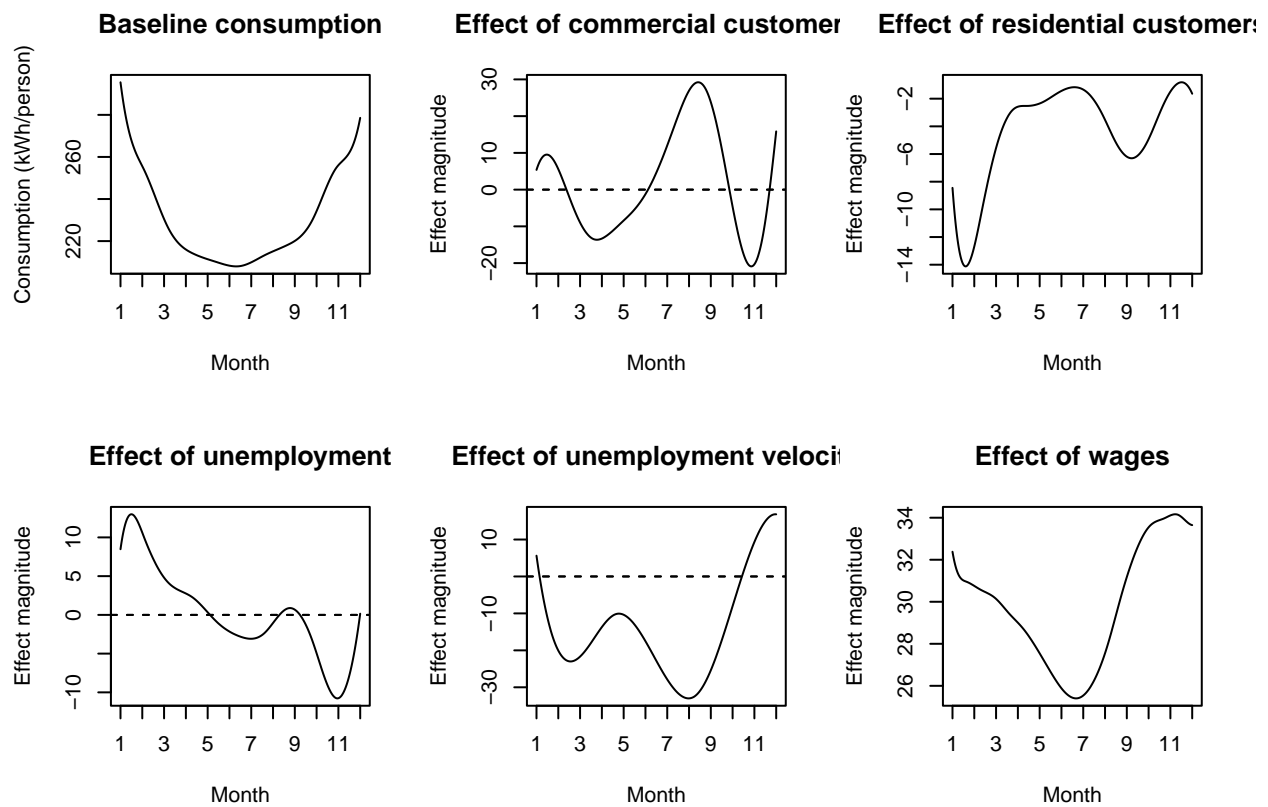 Baseline consumption
Consumption (kWh/person)
260
220
1 3 5 7 9 11
Month
Effect of commercial customer
Effect magnitude
30
10
0
−20
1 3 5 7 9 11
Month
Effect of residential customers
Effect magnitude
−2
−6
−10
−14
1 3 5 7 9 11
Month
Effect of unemployment
Effect magnitude
10
5
0
−10
1 3 5 7 9 11
Month
Effect of unemployment velocit
Effect magnitude
10
−10
−30
1 3 5 7 9 11
Month
Effect of wages
Effect magnitude
34
32
30
28
26
1 3 5 7 9 11
Month